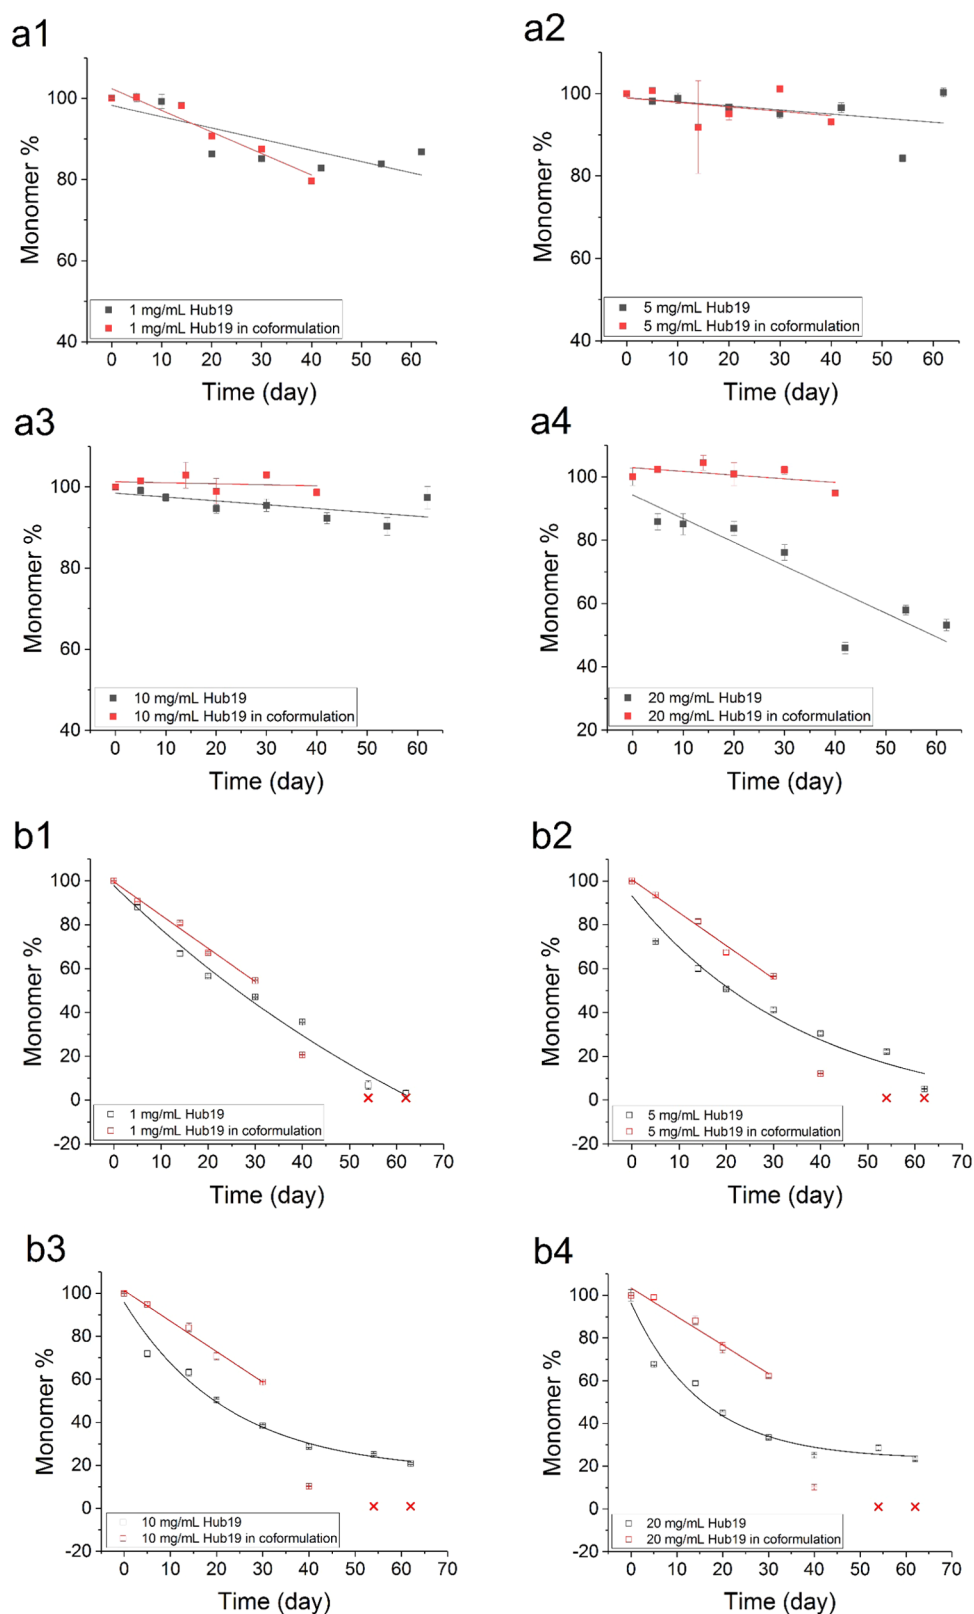 a1
Monomer %
100
80
60
40
1 mg/mL Hub19
1 mg/mL Hub19 in coformulation
0 10 20 30 40 50 60
Time (day)
a2
Monomer %
100
80
60
40
5 mg/mL Hub19
5 mg/mL Hub19 in coformulation
0 10 20 30 40 50 60
Time (day)
a3
Monomer %
100
80
60
40
10 mg/mL Hub19
10 mg/mL Hub19 in coformulation
0 10 20 30 40 50 60
Time (day)
a4
Monomer %
100
80
60
40
20
20 mg/mL Hub19
20 mg/mL Hub19 in coformulation
0 10 20 30 40 50 60
Time (day)
b1
Monomer %
100
80
60
40
20
0
-20
1 mg/mL Hub19
1 mg/mL Hub19 in coformulation
0 10 20 30 40 50 60 70
Time (day)
b2
Monomer %
100
80
60
40
20
0
-20
5 mg/mL Hub19
5 mg/mL Hub19 in coformulation
0 10 20 30 40 50 60 70
Time (day)
b3
Monomer %
100
80
60
40
20
0
-20
10 mg/mL Hub19
10 mg/mL Hub19 in coformulation
0 10 20 30 40 50 60 70
Time (day)
b4
Monomer %
100
80
60
40
20
0
-20
20 mg/mL Hub19
20 mg/mL Hub19 in coformulation
0 10 20 30 40 50 60 70
Time (day)